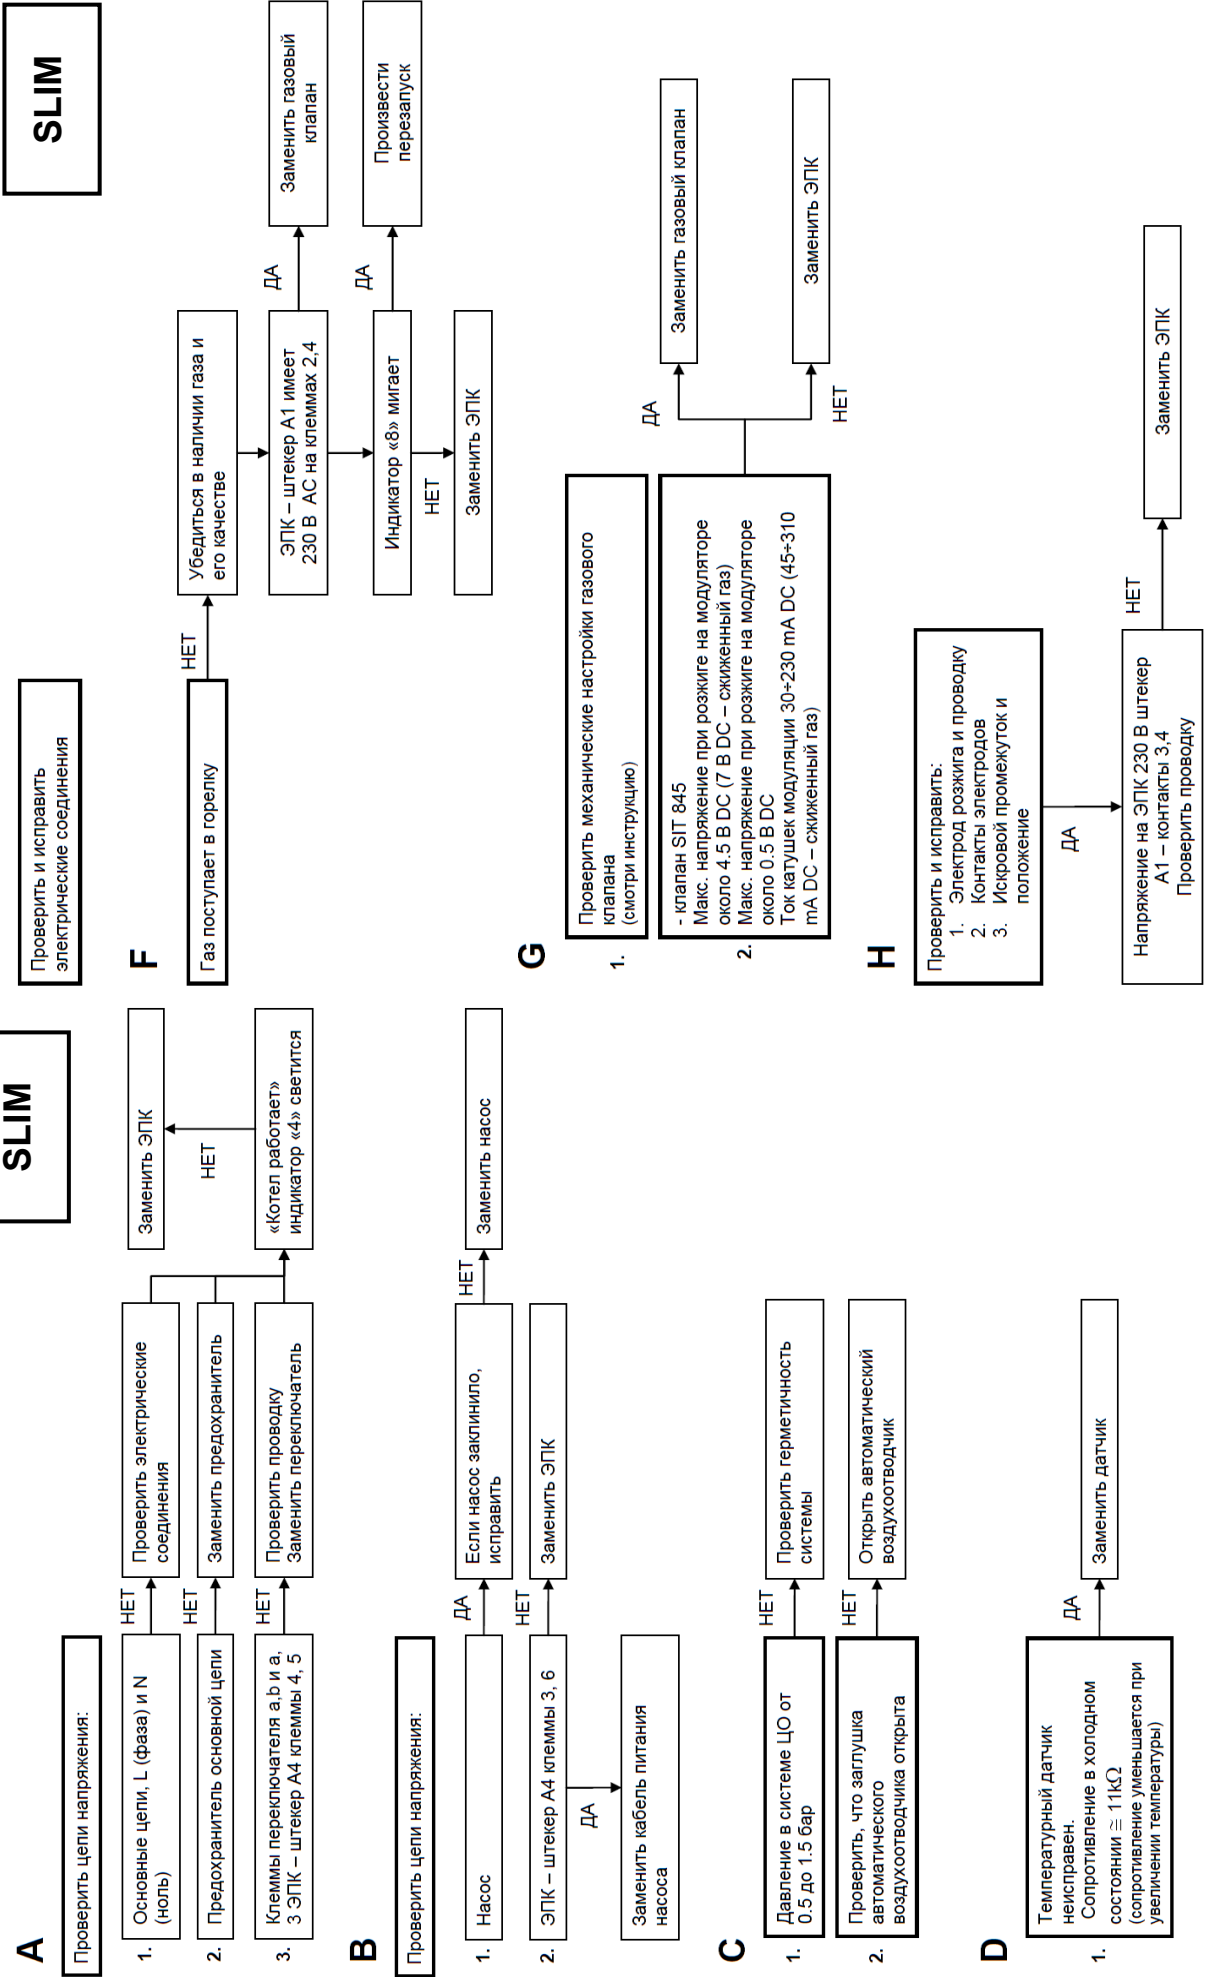 SLIM
A
Проверить цепи напряжения:
1.
Основные цепи, L (фаза) и N
(ноль)
НЕТ
Проверить электрические
соединения
2.
Предохранитель основной цепи
НЕТ
Заменить предохранитель
3.
Клеммы переключателя a,b и a,
3 ЭПК – штекер А4 клеммы 4, 5
НЕТ
Проверить проводку
Заменить переключатель
«Котел работает»
индикатор «4» светится
НЕТ
Заменить ЭПК
B
Проверить цепи напряжения:
1.
Насос
ДА
Если насос заклинило,
исправить
НЕТ
Заменить насос
2.
ЭПК – штекер А4 клеммы 3, 6
НЕТ
Заменить ЭПК
ДА
Заменить кабель питания
насоса
C
1.
Давление в системе ЦО от
0.5 до 1.5 бар
НЕТ
Проверить герметичность
системы
2.
Проверить, что заглушка
автоматического
воздухоотводчика открыта
НЕТ
Открыть автоматический
воздухоотводчик
D
1.
Температурный датчик
неисправен.
Сопротивление в холодном
состоянии ≅ 11kΩ
(сопротивление уменьшается при
увеличении температуры)
ДА
Заменить датчик
SLIM
Проверить и исправить
электрические соединения
F
Газ поступает в горелку
НЕТ
Убедиться в наличии газа и
его качестве
ЭПК – штекер А1 имеет
230 В АС на клеммах 2,4
ДА
Заменить газовый
клапан
Индикатор «8» мигает
ДА
Произвести
перезапуск
НЕТ
Заменить ЭПК
G
1.
Проверить механические настройки газового
клапана
(смотри инструкцию)
2.
- клапан SIT 845
Макс. напряжение при розжиге на модуляторе
около 4.5 В DC (7 В DC – сжиженный газ)
Макс. напряжение при розжиге на модуляторе
около 0.5 В DC
Ток катушек модуляции 30÷230 mA DC (45÷310
mA DC – сжиженный газ)
ДА
Заменить газовый клапан
НЕТ
Заменить ЭПК
H
Проверить и исправить:
1. Электрод розжига и проводку
2. Контакты электродов
3. Искровой промежуток и
положение
ДА
Напряжение на ЭПК 230 В штекер
А1 – контакты 3,4
Проверить проводку
НЕТ
Заменить ЭПК